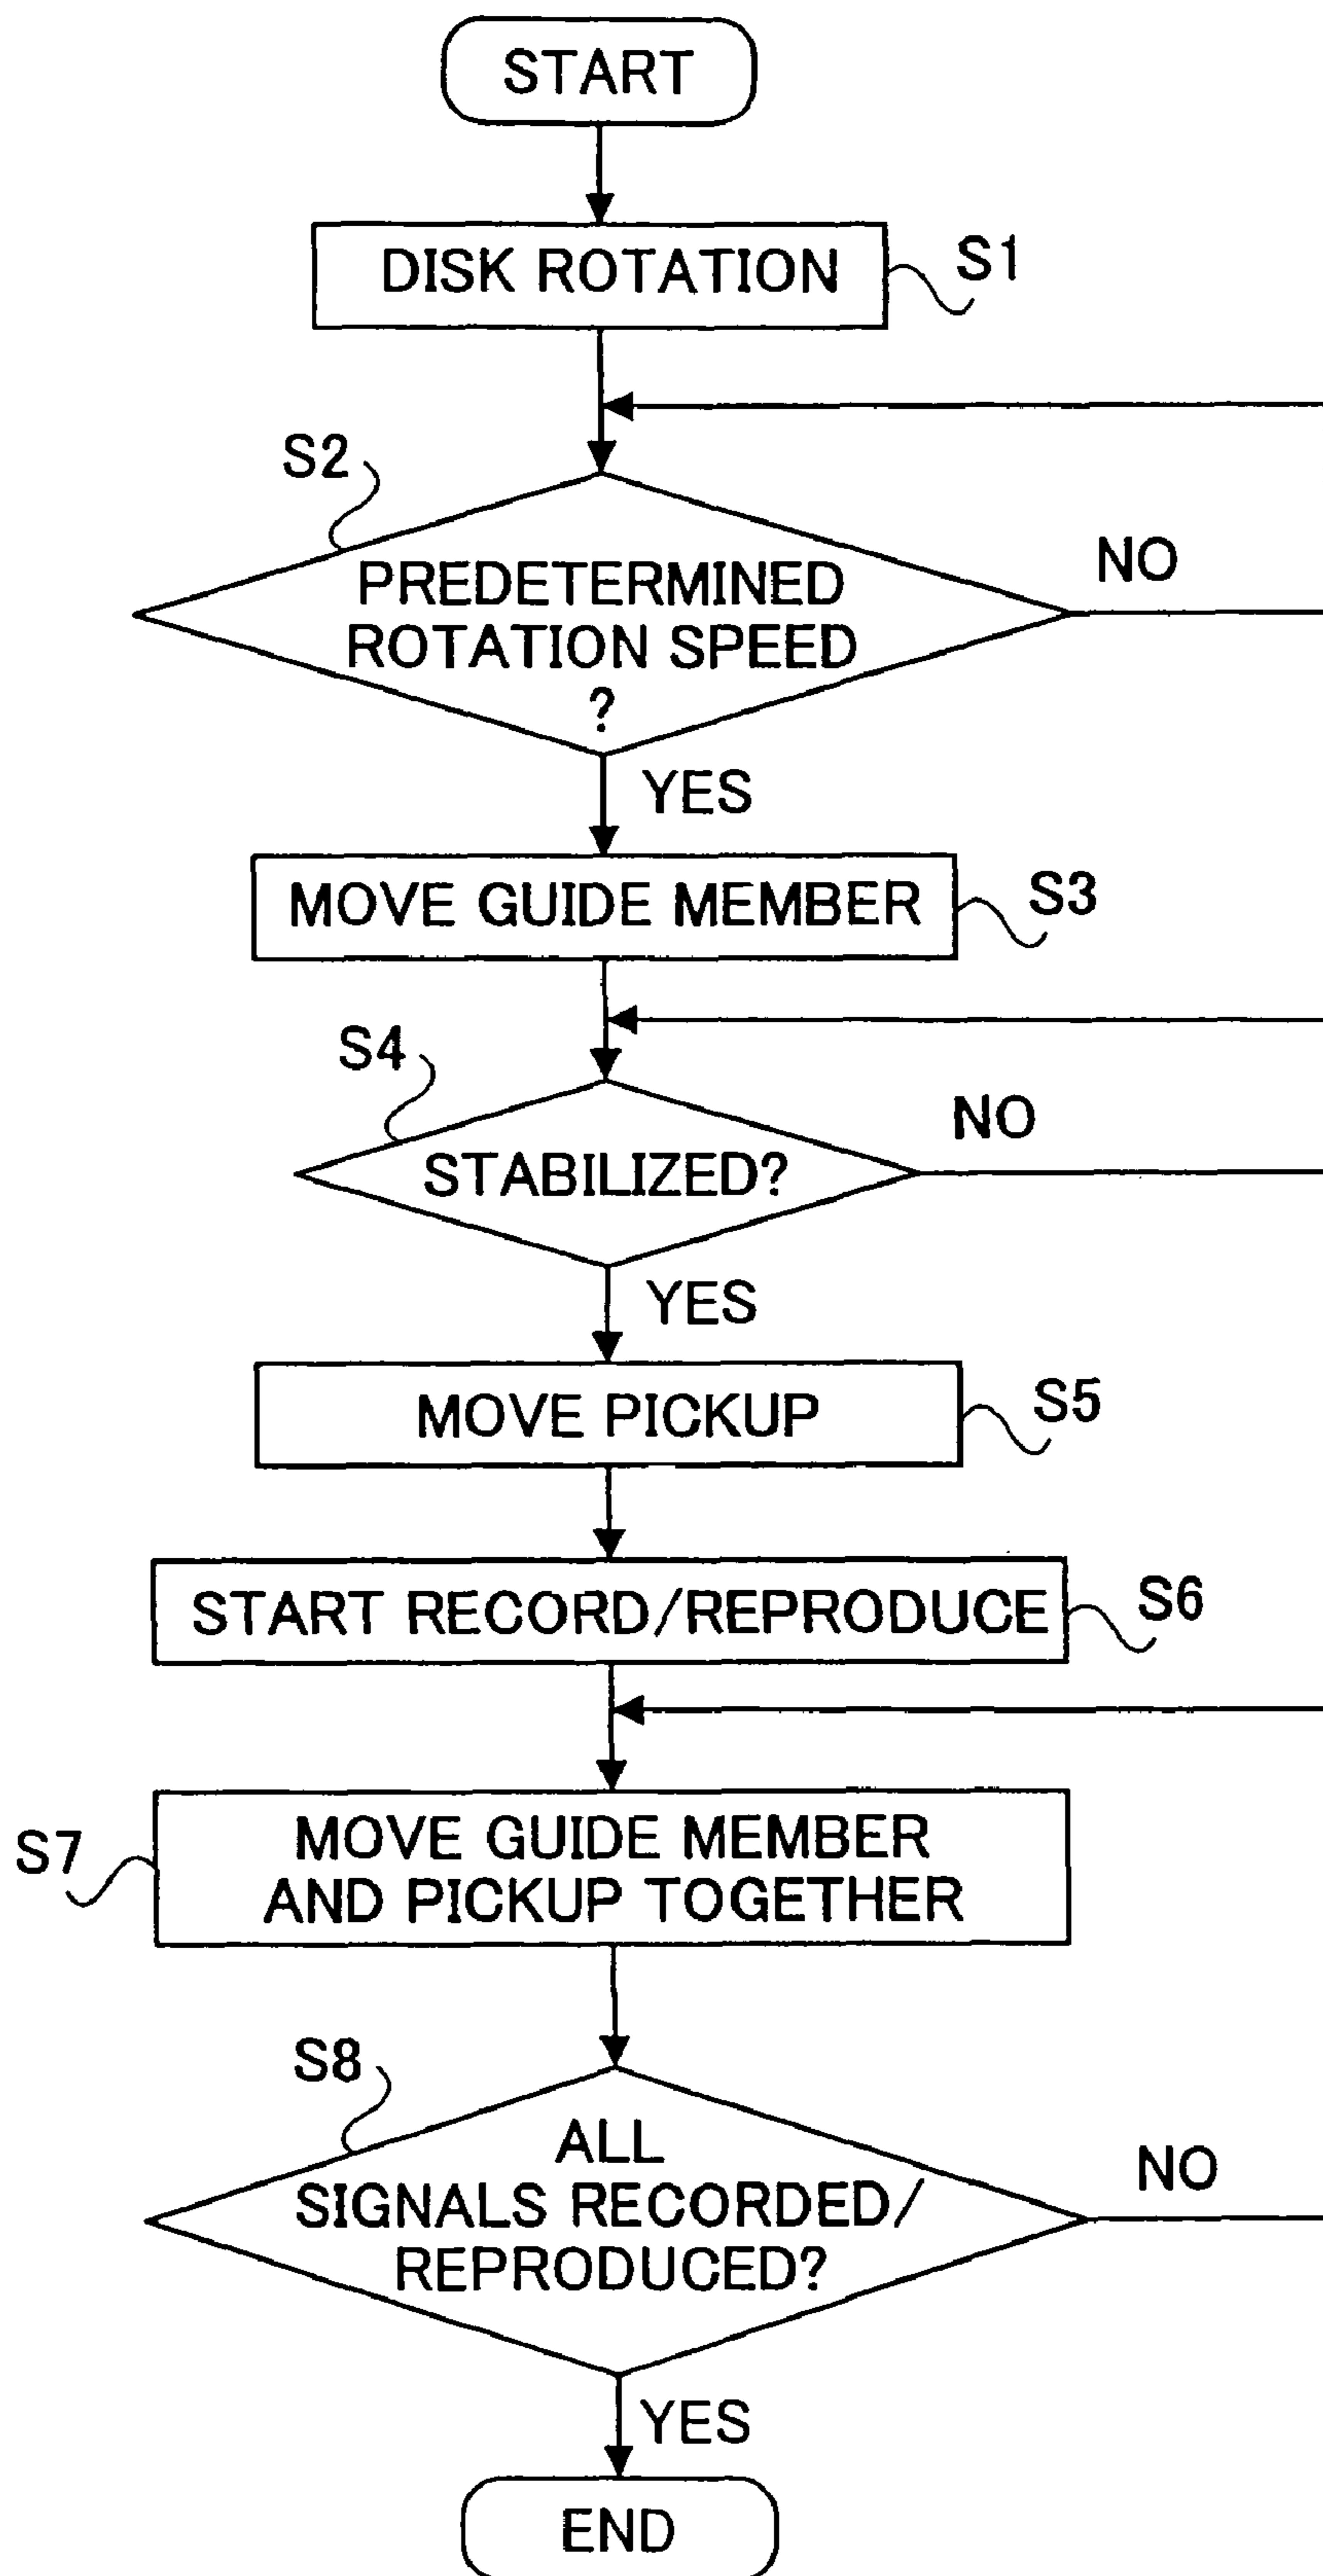 START
DISK ROTATION
S1
S2
PREDETERMINED
ROTATION SPEED
?
NO
YES
MOVE GUIDE MEMBER
S3
S4
STABILIZED?
NO
YES
MOVE PICKUP
S5
START RECORD/REPRODUCE
S6
S7
MOVE GUIDE MEMBER
AND PICKUP TOGETHER
S8
ALL
SIGNALS RECORDED/
REPRODUCED?
NO
YES
END